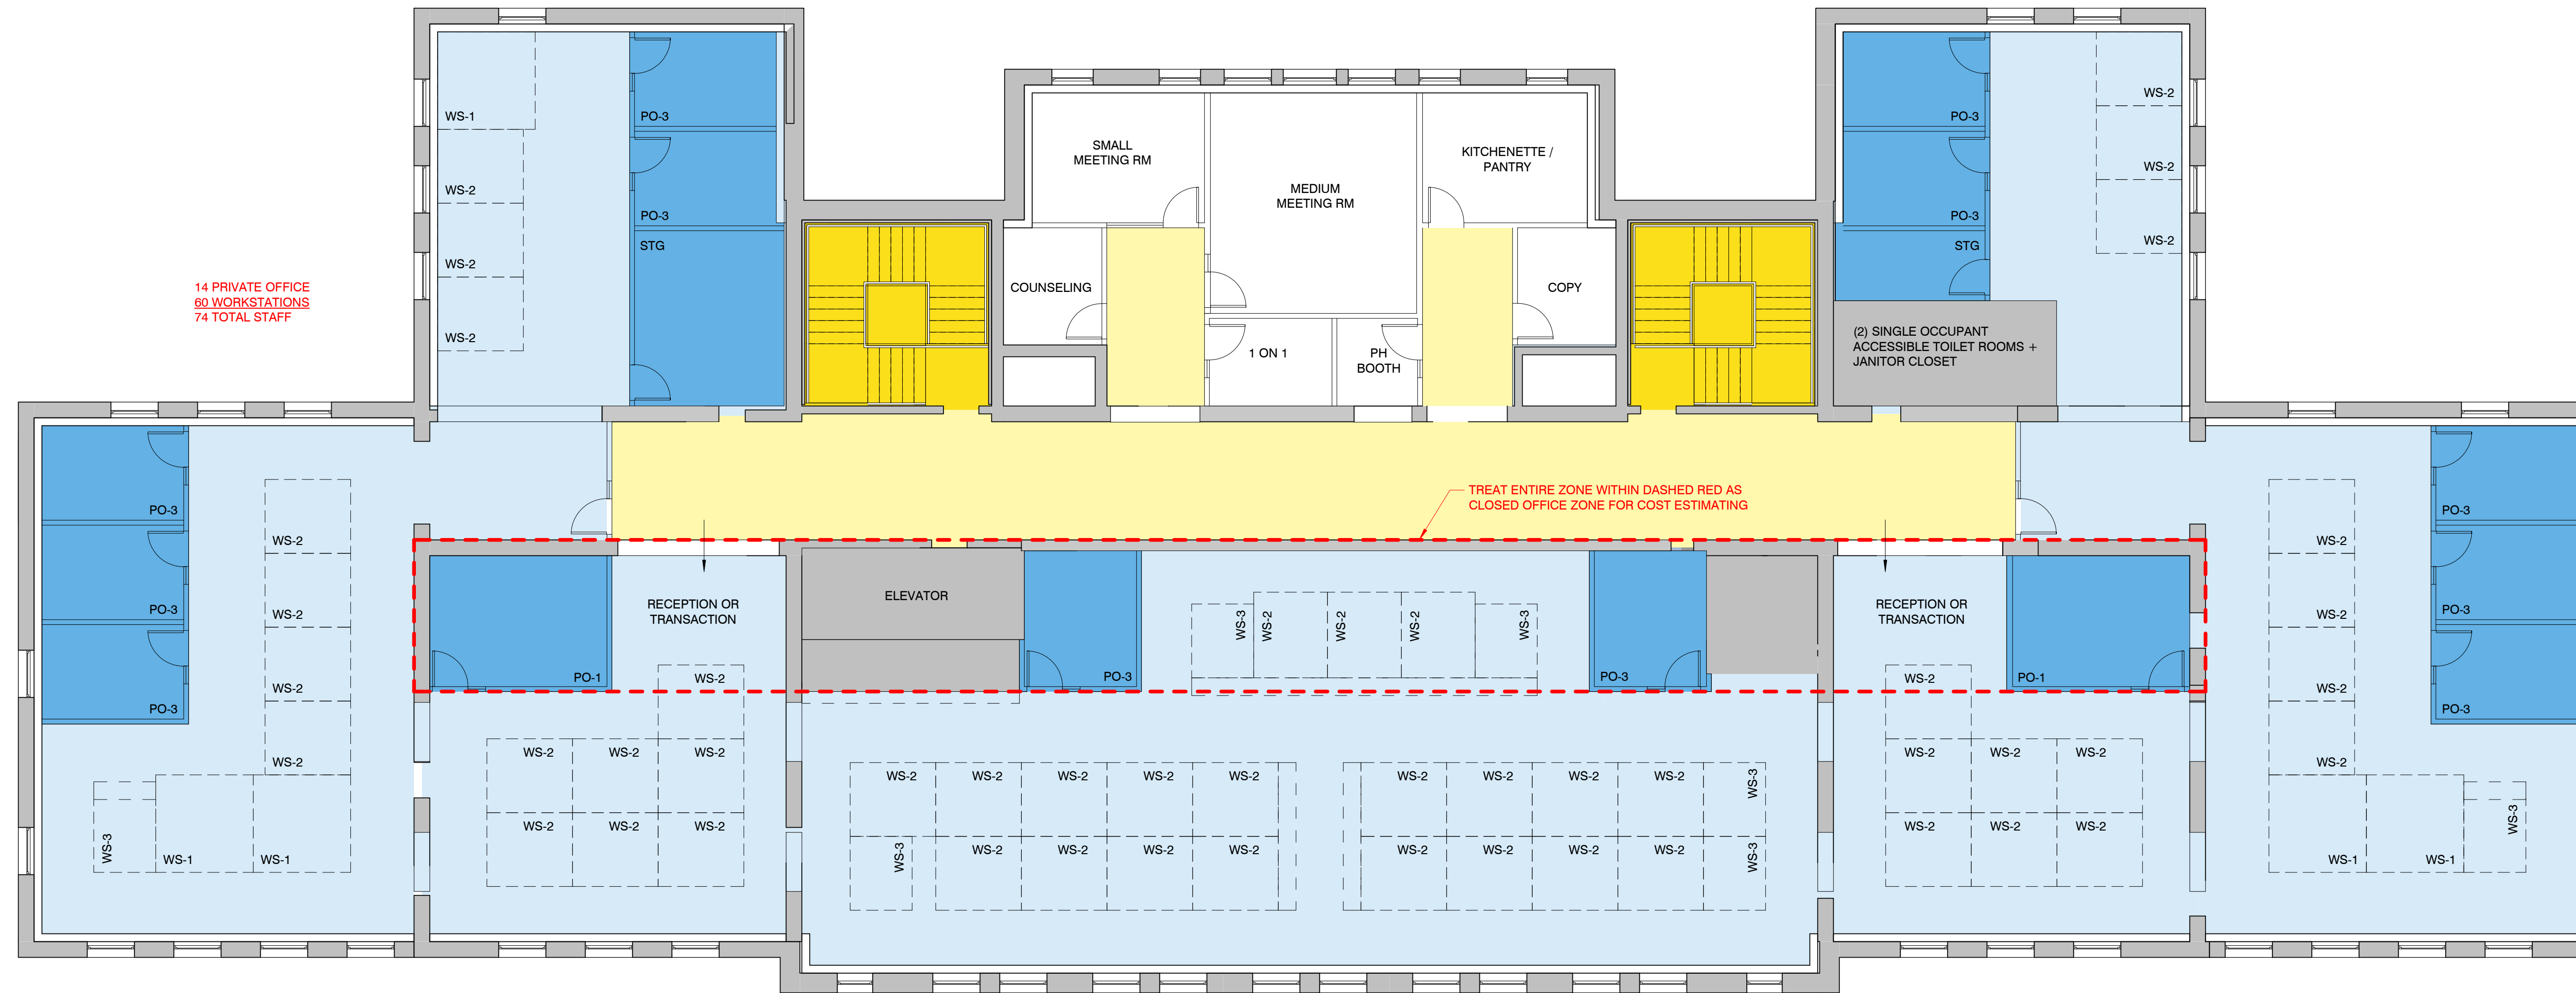 WS-1
PO-3
WS-2
PO-3
STG
WS-2
WS-2
14 PRIVATE OFFICE
60 WORKSTATIONS
74 TOTAL STAFF
SMALL
MEETING RM
MEDIUM
MEETING RM
KITCHENETTE /
PANTRY
COUNSELING
COPY
1 ON 1
PH
BOOTH
PO-3
WS-2
PO-3
WS-2
STG
WS-2
(2) SINGLE OCCUPANT
ACCESSIBLE TOILET ROOMS +
JANITOR CLOSET
TREAT ENTIRE ZONE WITHIN DASHED RED AS
CLOSED OFFICE ZONE FOR COST ESTIMATING
PO-3
PO-3
PO-3
WS-2
WS-2
WS-2
WS-2
WS-3
WS-1
WS-1
PO-1
RECEPTION OR
TRANSACTION
WS-2
WS-2
WS-2
WS-2
WS-2
WS-2
WS-2
ELEVATOR
PO-3
WS-3
WS-2
WS-2
WS-2
WS-3
PO-3
WS-2
WS-2
WS-2
WS-2
WS-2
WS-3
WS-2
WS-2
WS-2
WS-2
WS-2
WS-2
WS-2
WS-2
WS-3
WS-2
WS-2
WS-2
WS-2
WS-3
RECEPTION OR
TRANSACTION
PO-1
WS-2
WS-2
WS-2
WS-2
WS-2
WS-2
WS-2
WS-2
WS-2
WS-2
WS-2
WS-1
WS-1
WS-3
PO-3
PO-3
PO-3